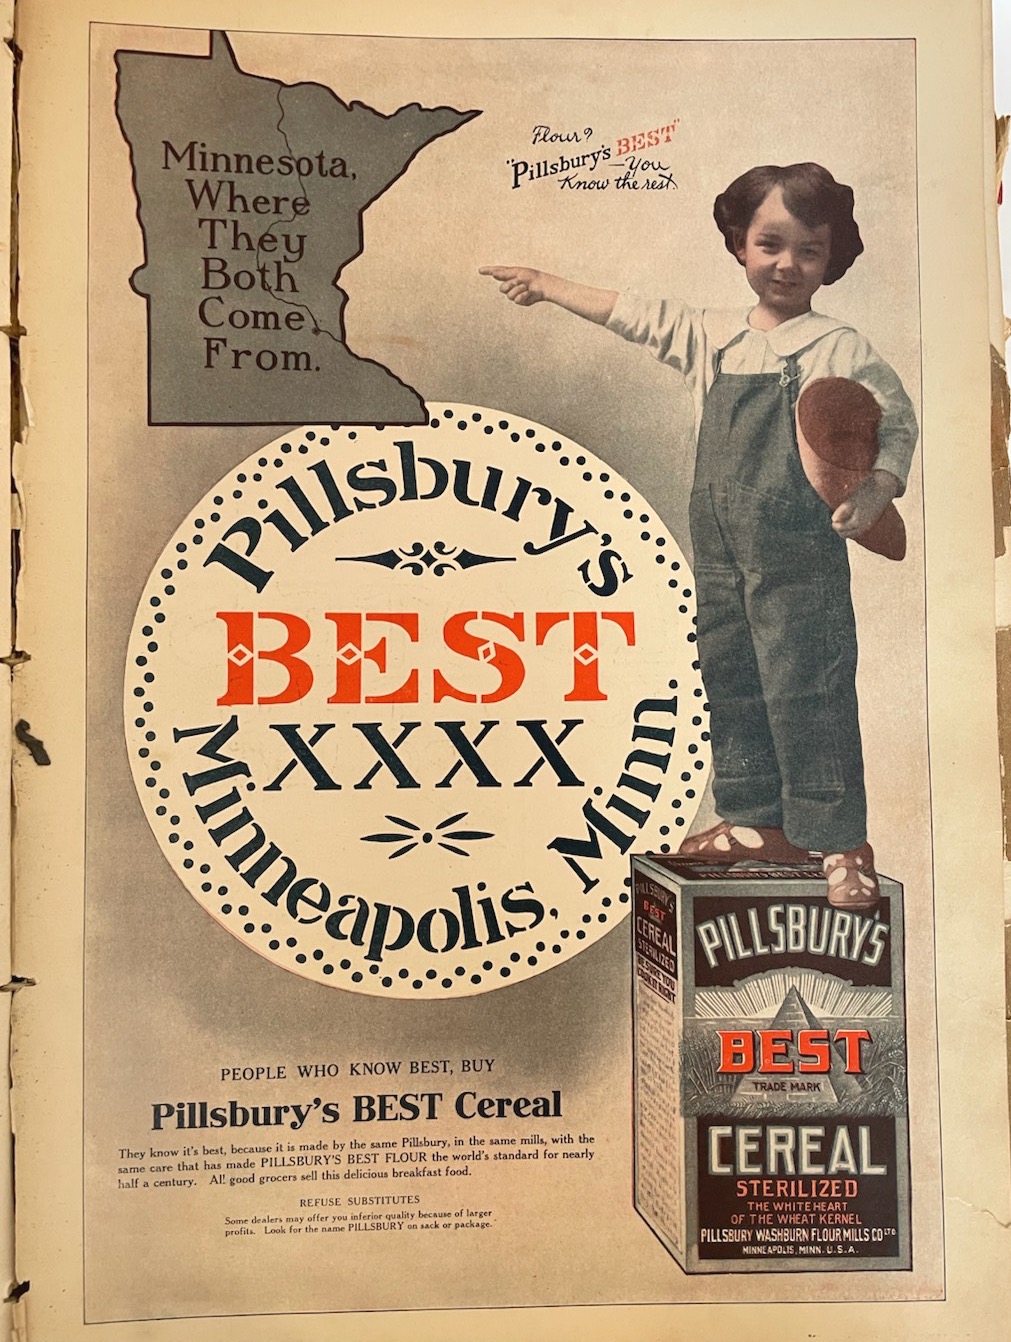 Minnesota,
Where
They
Both
Come
From.
Flour?
"Pillsbury's BEST"
—You
Know the rest.
Pillsbury's
BEST
XXXX
Minneapolis, Minn.
PILLSBURY'S
BEST
CEREAL
STERILIZED
BE SURE YOU
COOK IT RIGHT
PILLSBURY'S
BEST
TRADE MARK
CEREAL
STERILIZED
THE WHITE HEART
OF THE WHEAT KERNEL
PILLSBURY WASHBURN FLOUR MILLS CO LTD
MINNEAPOLIS, MINN. U.S.A.
PEOPLE WHO KNOW BEST, BUY
Pillsbury's BEST Cereal
They know it's best, because it is made by the same Pillsbury, in the same mills, with the
same care that has made PILLSBURY'S BEST FLOUR the world's standard for nearly
half a century. All good grocers sell this delicious breakfast food.
REFUSE SUBSTITUTES
Some dealers may offer you inferior quality because of larger
profits. Look for the name PILLSBURY on sack or package.